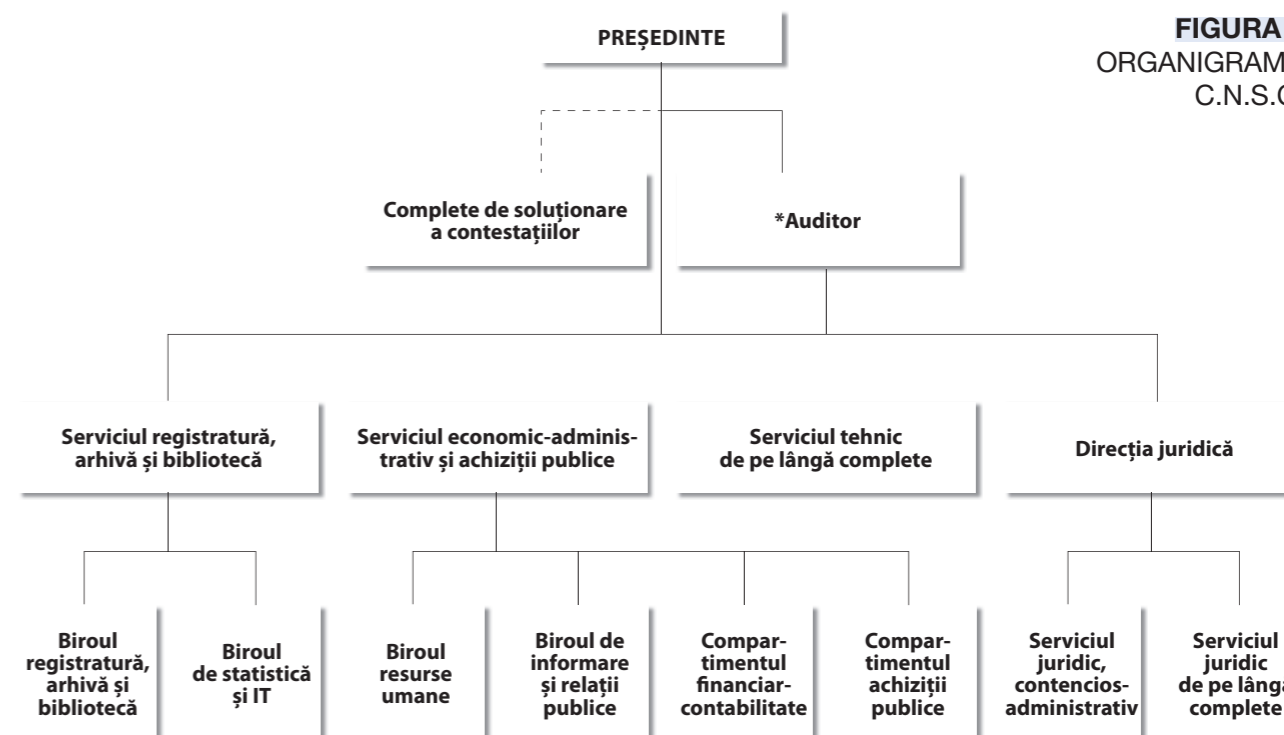 PREȘEDINTE
FIGURA
ORGANIGRAM
C.N.S.C
Complete de soluționare
a contestațiilor
*Auditor
Serviciul registratură,
arhivă și bibliotecă
Serviciul economic-adminis-
trativ și achiziții publice
Serviciul tehnic
de pe lângă complete
Direcția juridică
Biroul
registratură,
arhivă și
bibliotecă
Biroul
de statistică
și IT
Biroul
resurse
umane
Biroul de
informare
și relații
publice
Compar-
timentul
financiar-
contabilitate
Compar-
timentul
achiziții
publice
Serviciul
juridic,
contencios-
administrativ
Serviciul
juridic
de pe lângă
complete